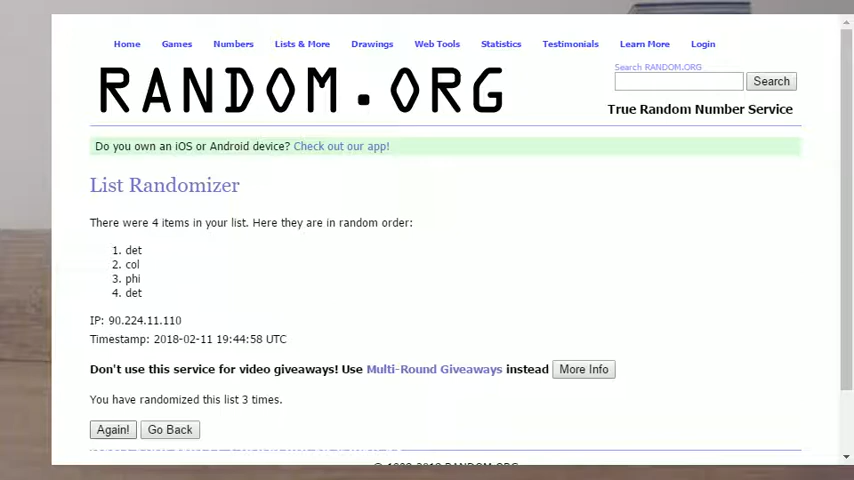 Home Games Numbers Lists & More Drawings Web Tools Statistics Testimonials Learn More Login
Search RANDOM.ORG
RANDOM.ORG
Search
True Random Number Service
Do you own an iOS or Android device? Check out our app!
List Randomizer
There were 4 items in your list. Here they are in random order:
1. det
2. col
3. phi
4. det
IP: 90.224.11.110
Timestamp: 2018-02-11 19:44:58 UTC
Don't use this service for video giveaways! Use Multi-Round Giveaways instead More Info
You have randomized this list 3 times.
Again! Go Back
RANDOM.ORG